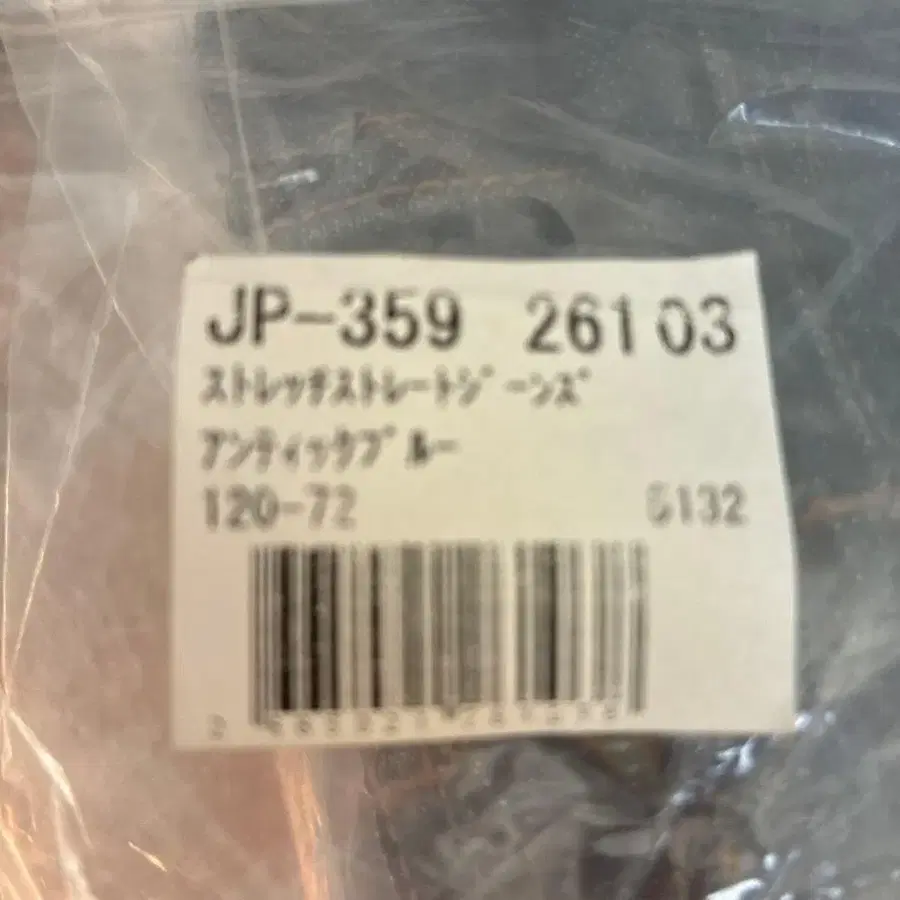 JP-359 26103
ｽﾄﾚｯﾁｽﾄﾚｰﾄｼﾞｰﾝｽﾞ
ｱﾝﾃｨｯｸﾌﾞﾙｰ
120-72 5132